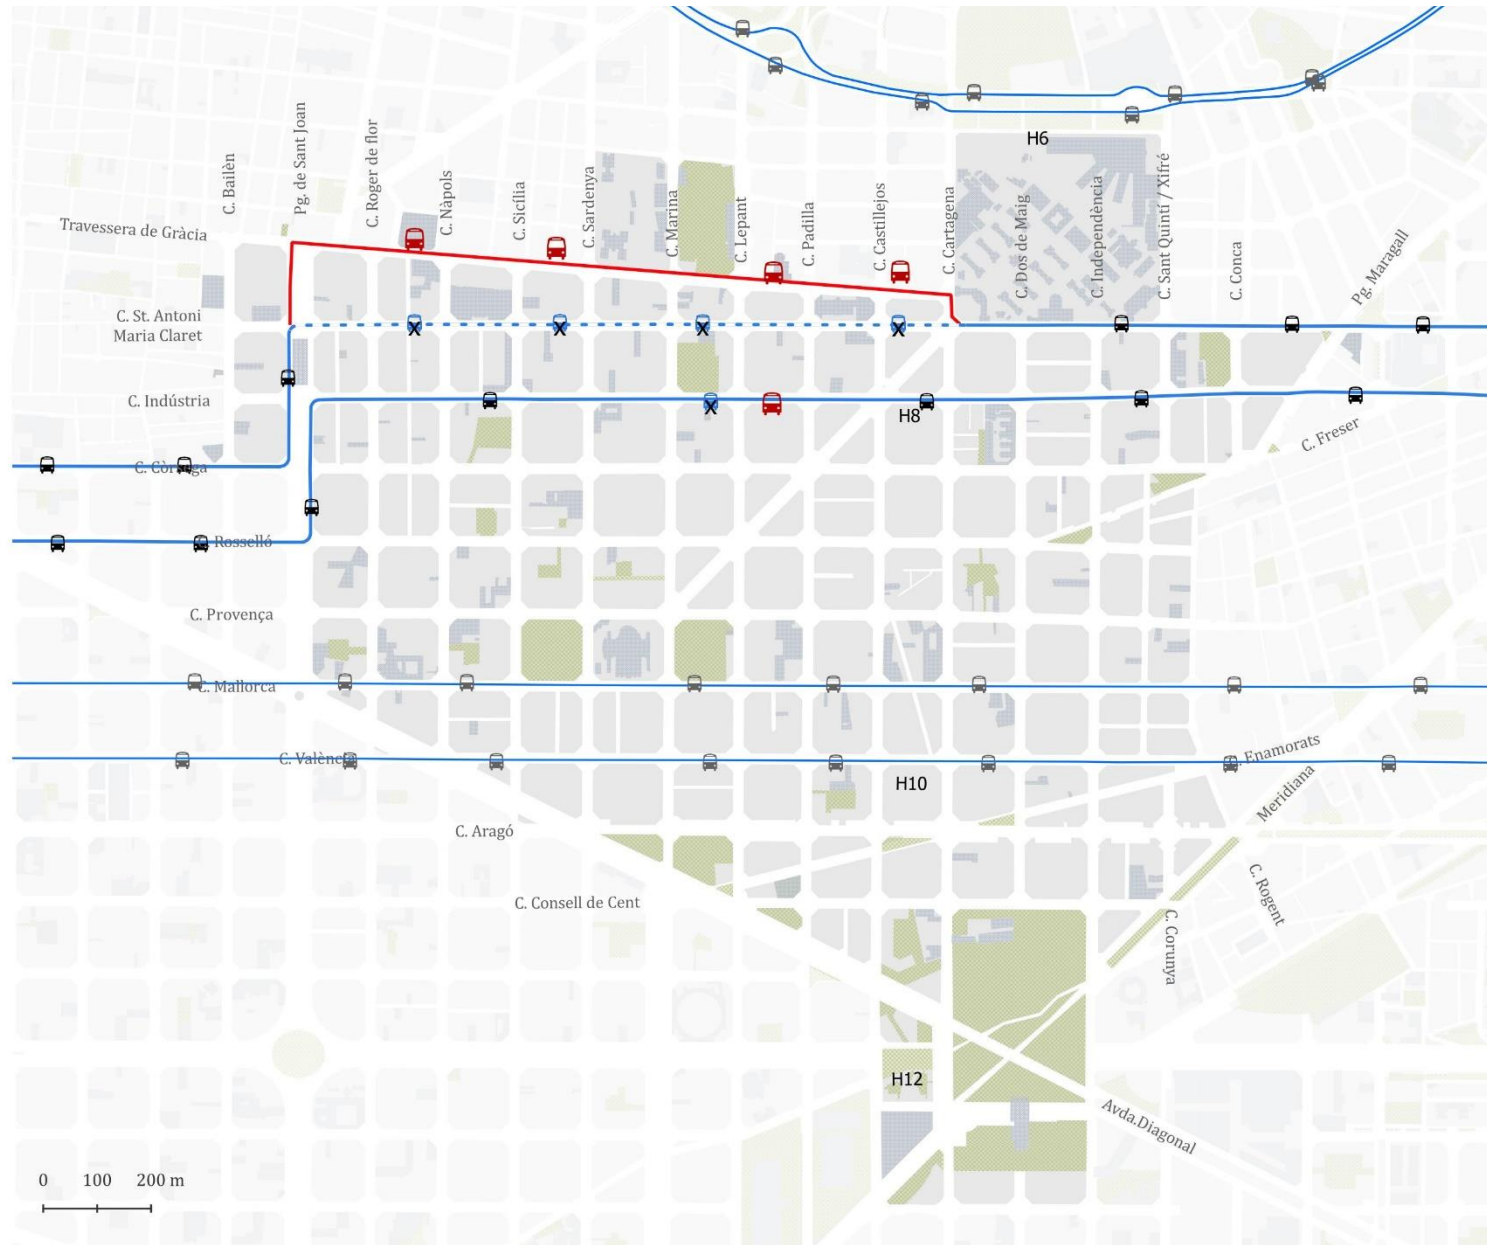 H6
C. Bailèn
Pg. de Sant Joan
C. Roger de flor
C. Nàpols
C. Sicília
C. Sardenya
C. Marina
C. Lepant
C. Padilla
C. Castillejos
C. Cartagena
C. Dos de Maig
C. Independència
C. Sant Quintí / Xifré
C. Conca
Pg. Maragall
Travessera de Gràcia
C. St. Antoni
Maria Claret
X
X
X
X
C. Indústria
X
H8
C. Freser
C. Còrsega
C. Rosselló
C. Provença
C. Mallorca
C. València
C. Enamorats
H10
Meridiana
C. Aragó
C. Rogent
C. Consell de Cent
C. Corunya
H12
Avda.Diagonal
0 100 200 m